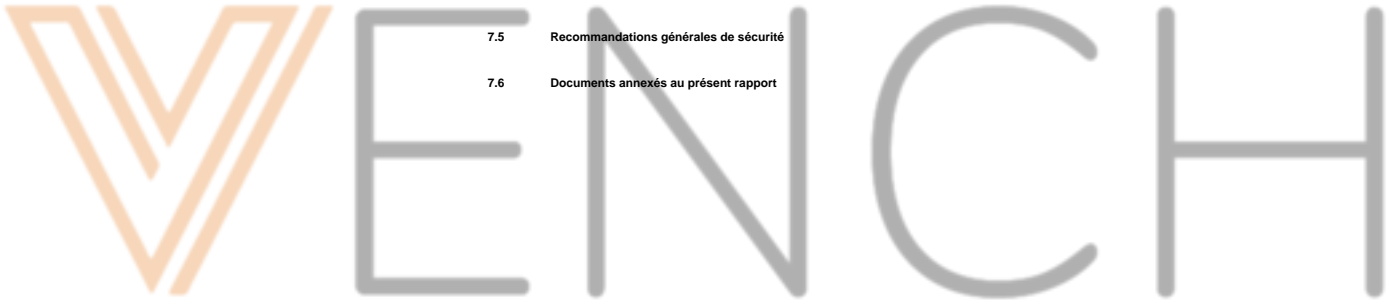 VENCH
7.5 Recommandations générales de sécurité
7.6 Documents annexés au présent rapport